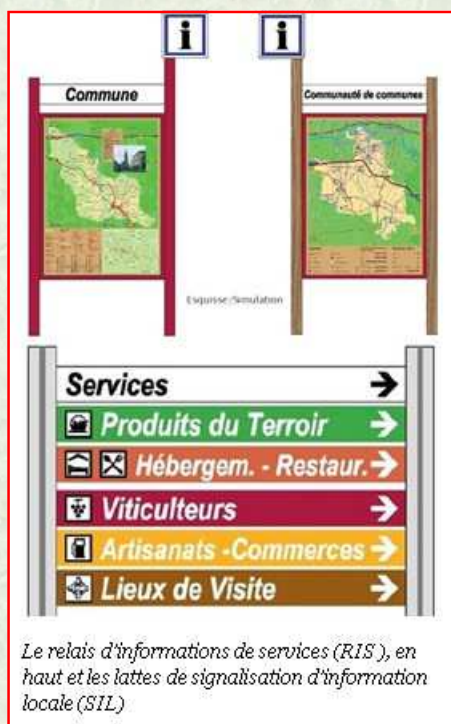 i
i
Commune
Communauté de communes
Esquisse/Simulation
Services
Produits du Terroir
Hébergem. - Restaur.
Viticulteurs
Artisanats -Commerces
Lieux de Visite
Le relais d'informations de services (RIS), en
haut et les lattes de signalisation d'information
locale (SIL)